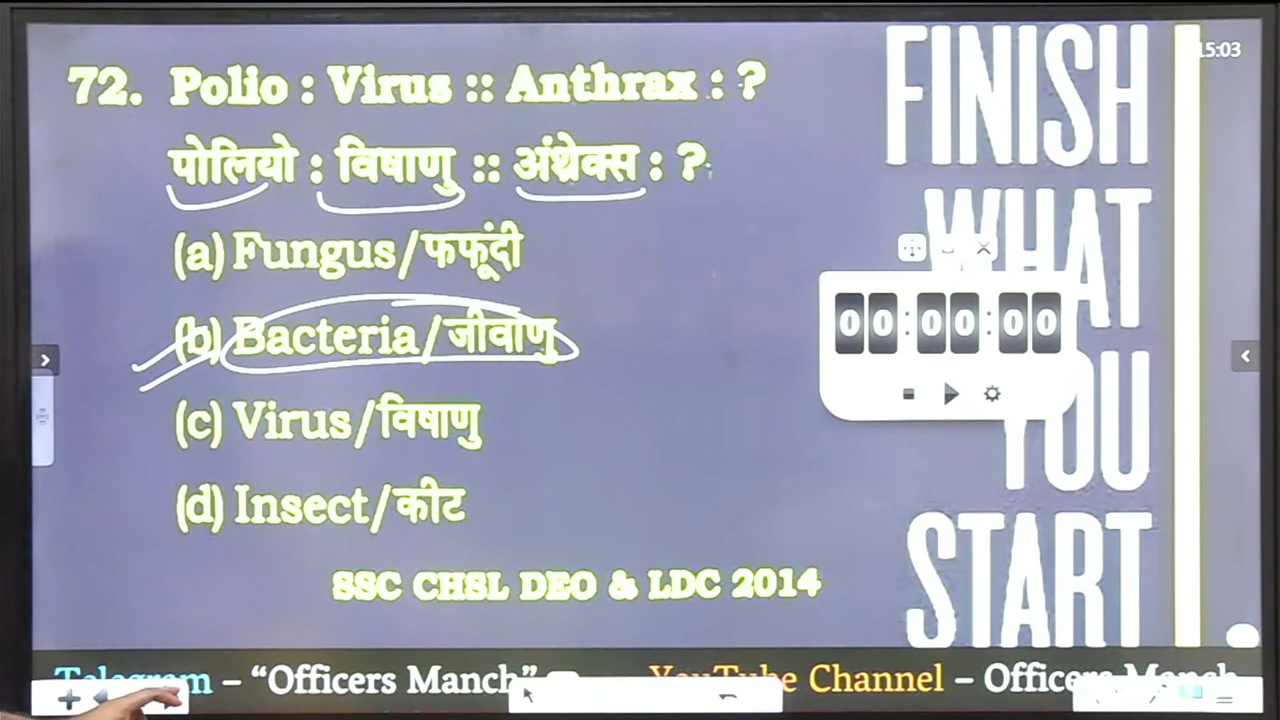 72. Polio : Virus :: Anthrax : ?
पोलियो : विषाणु :: अंथ्रेक्स : ?
(a) Fungus/फफूंदी
(b) Bacteria/जीवाणु
(c) Virus/विषाणु
(d) Insect/कीट
SSC CHSL DEO & LDC 2014
FINISH
WHAT
YOU
START
15:03
00:00:00
Telegram – “Officers Manch”
YouTube Channel – Officers Manch